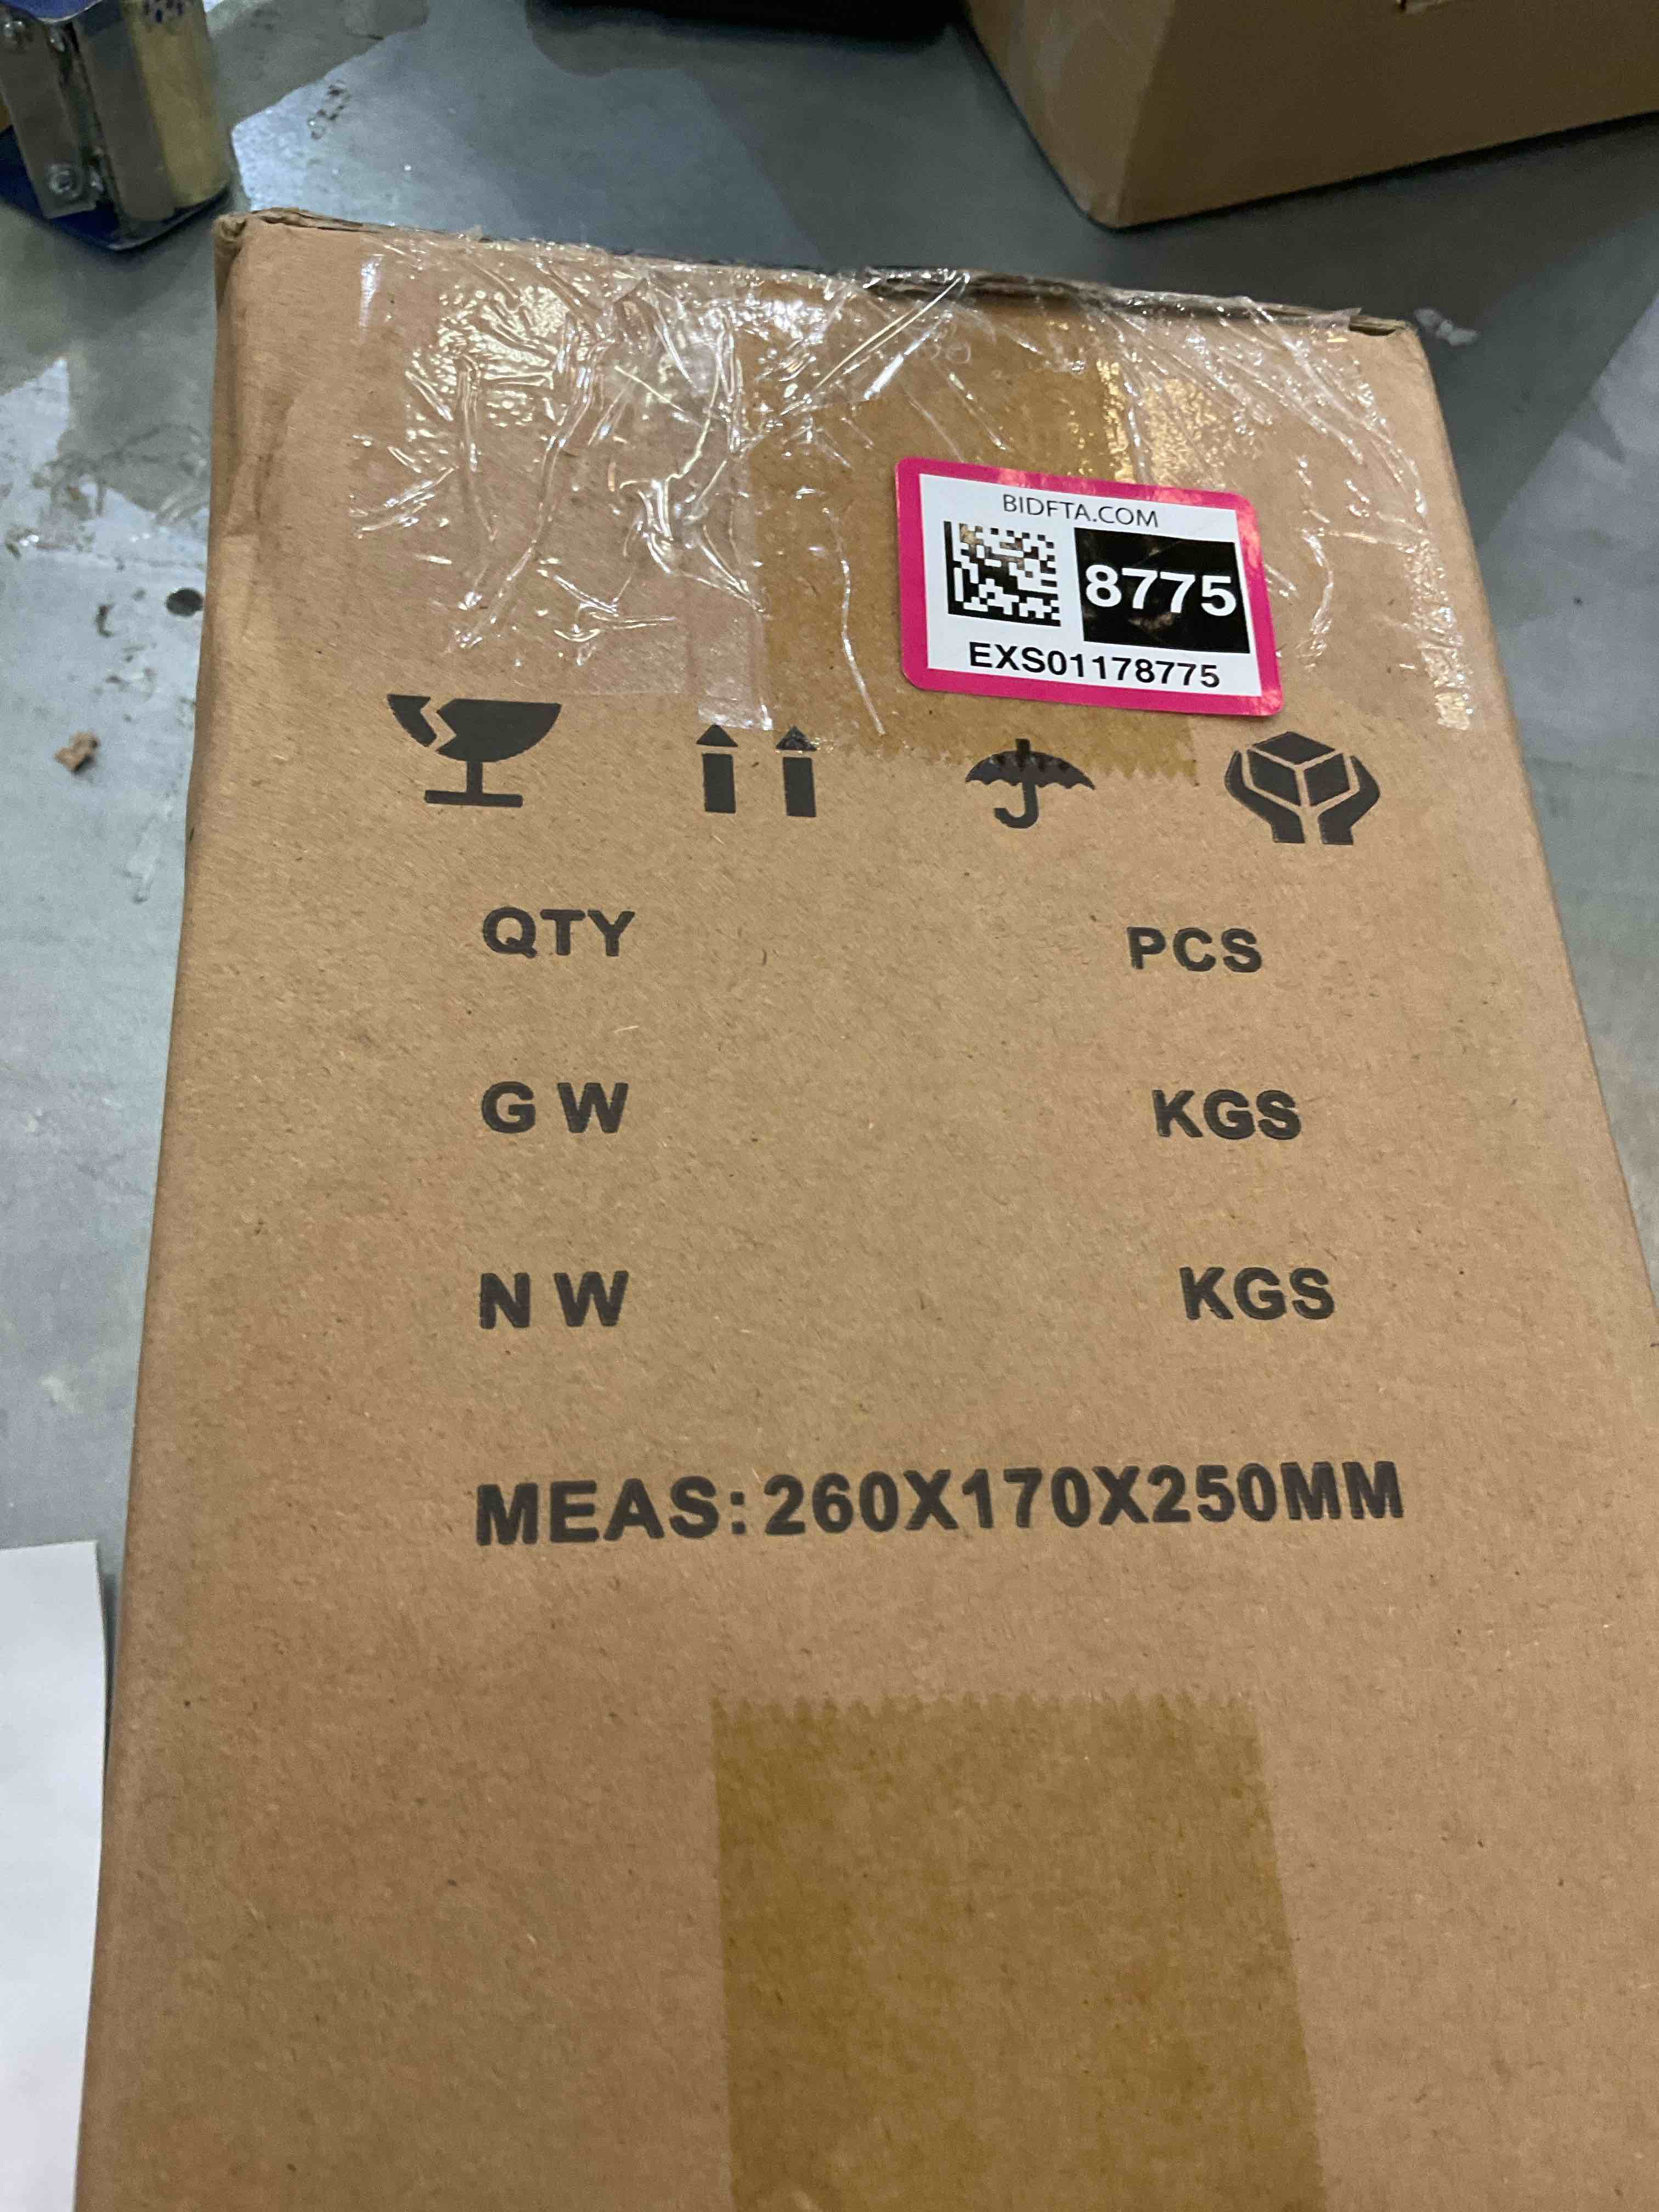 BIDFTA.COM
8775
EXS01178775
QTY PCS
G W KGS
N W KGS
MEAS:260X170X250MM